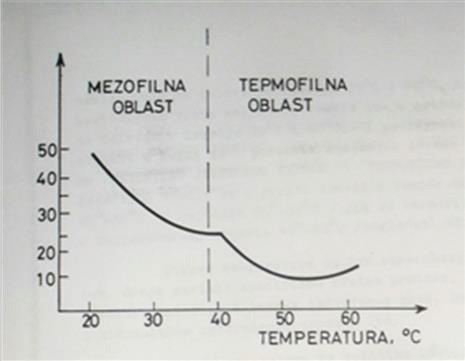 MEZOFILNA
OBLAST
TEPMOFILNA
OBLAST
50
40
30
20
10
20 30 40 50 60
TEMPERATURA, °C